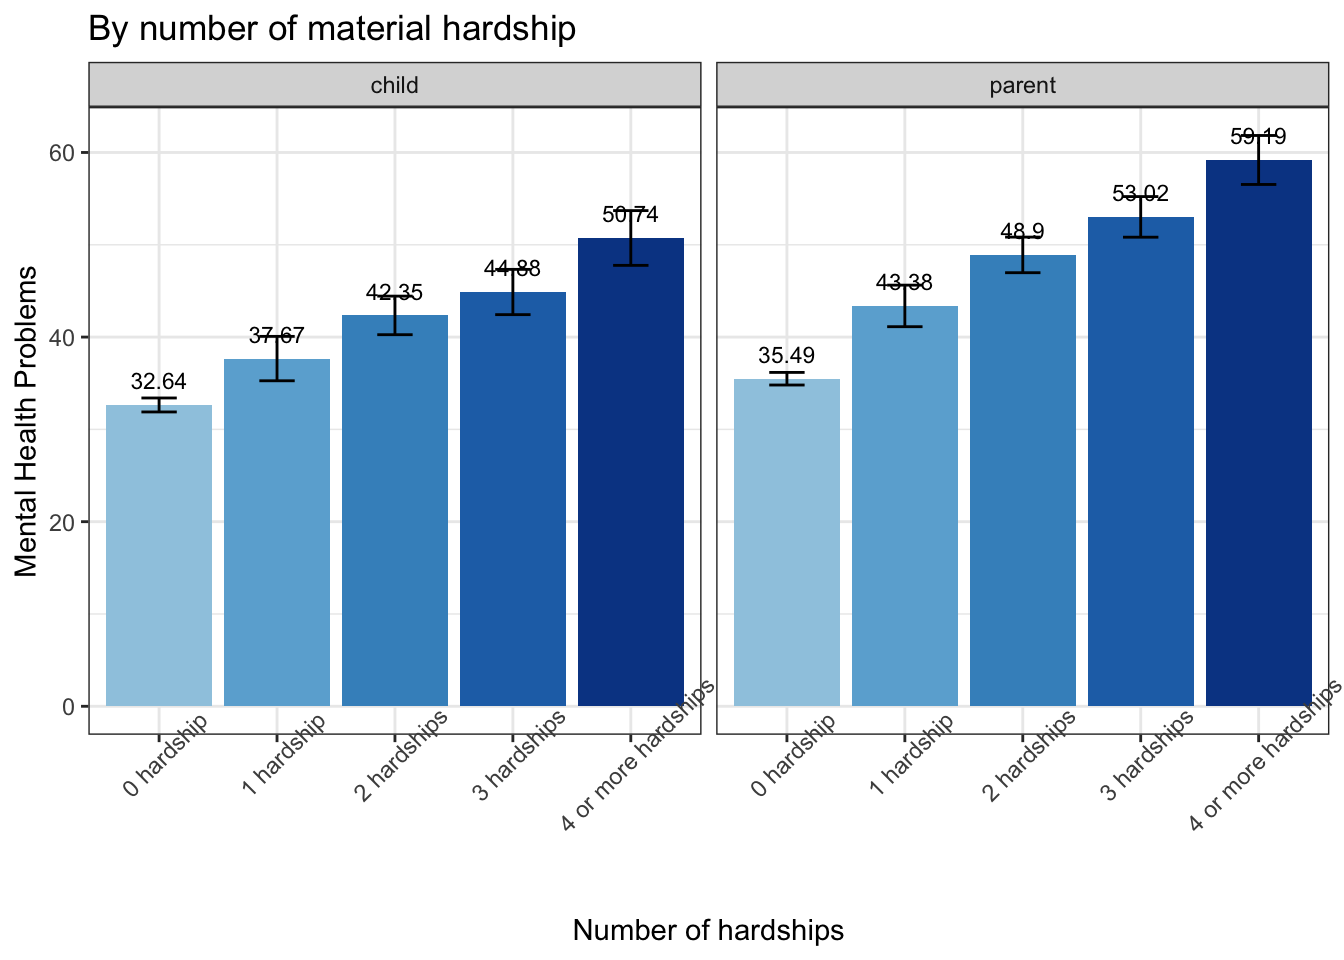 By number of material hardship
child
parent
Mental Health Problems
60
40
20
0
32.64
37.67
42.35
44.88
50.74
35.49
43.38
48.9
53.02
59.19
0 hardship
1 hardship
2 hardships
3 hardships
4 or more hardships
0 hardship
1 hardship
2 hardships
3 hardships
4 or more hardships
Number of hardships